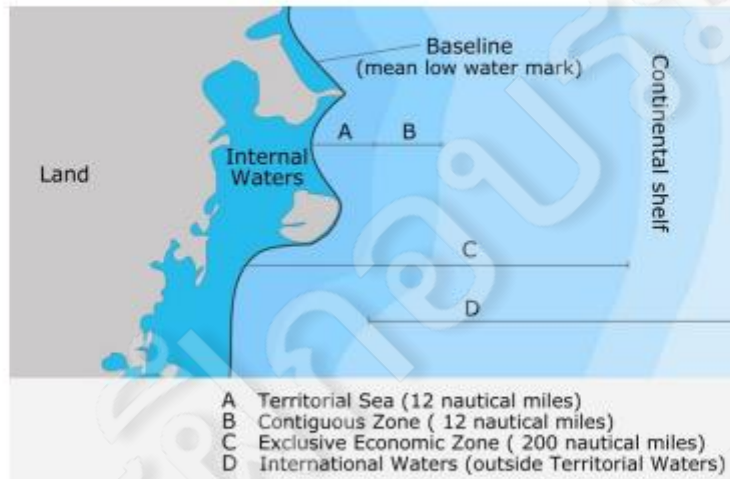 Baseline
(mean low water mark)
Continental shelf
A
B
Internal
Waters
Land
C
D
A Territorial Sea (12 nautical miles)
B Contiguous Zone ( 12 nautical miles)
C Exclusive Economic Zone ( 200 nautical miles)
D International Waters (outside Territorial Waters)